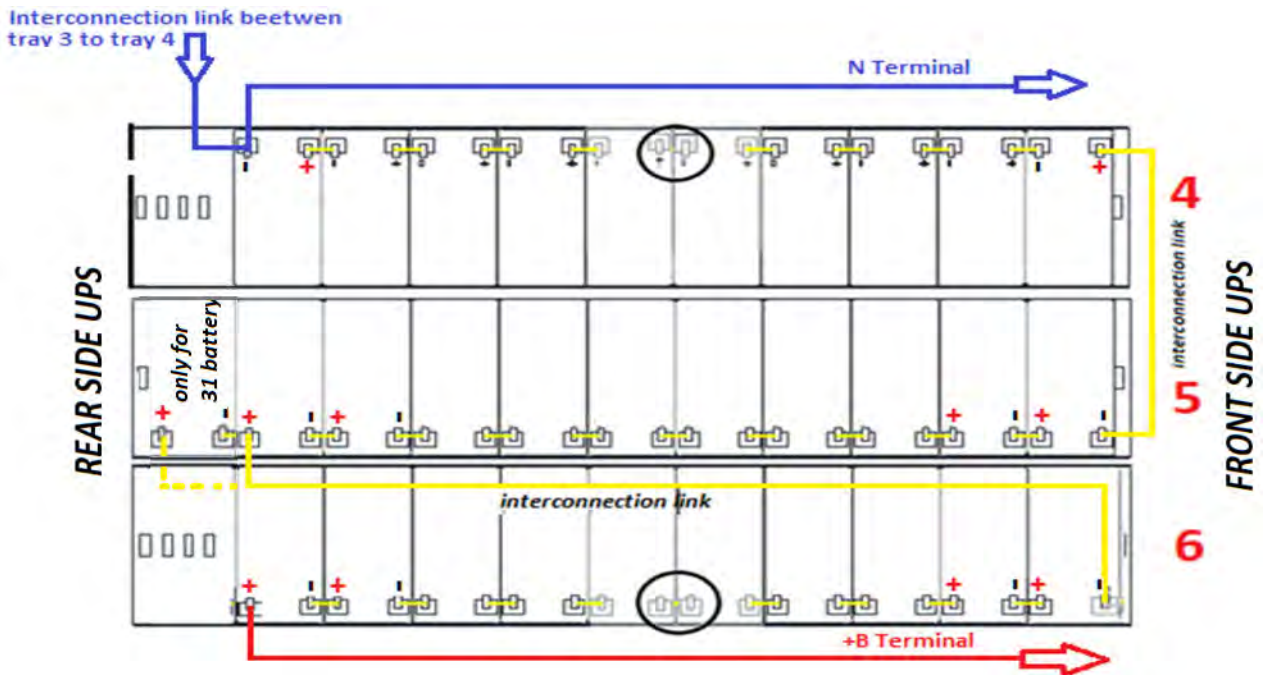 Interconnection link beetwen
tray 3 to tray 4
N Terminal
- + - + - + - + - + - + - + - + - + - +
4
interconnection link
REAR SIDE UPS
FRONT SIDE UPS
only for
31 battery
5
+ - + - + - + - + -
interconnection link
6
+ - + - + - + -
+B Terminal